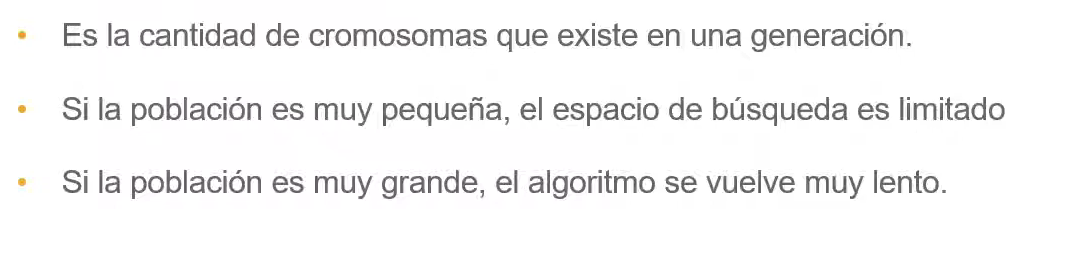 • Es la cantidad de cromosomas que existe en una generación.
• Si la población es muy pequeña, el espacio de búsqueda es limitado
• Si la población es muy grande, el algoritmo se vuelve muy lento.